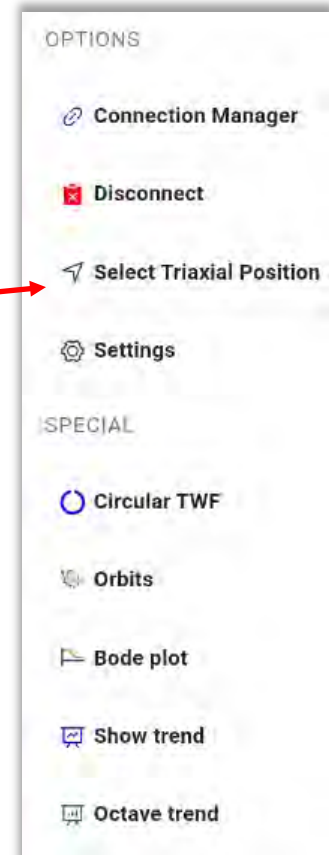 OPTIONS
Connection Manager
Disconnect
Select Triaxial Position
Settings
SPECIAL
Circular TWF
Orbits
Bode plot
Show trend
Octave trend